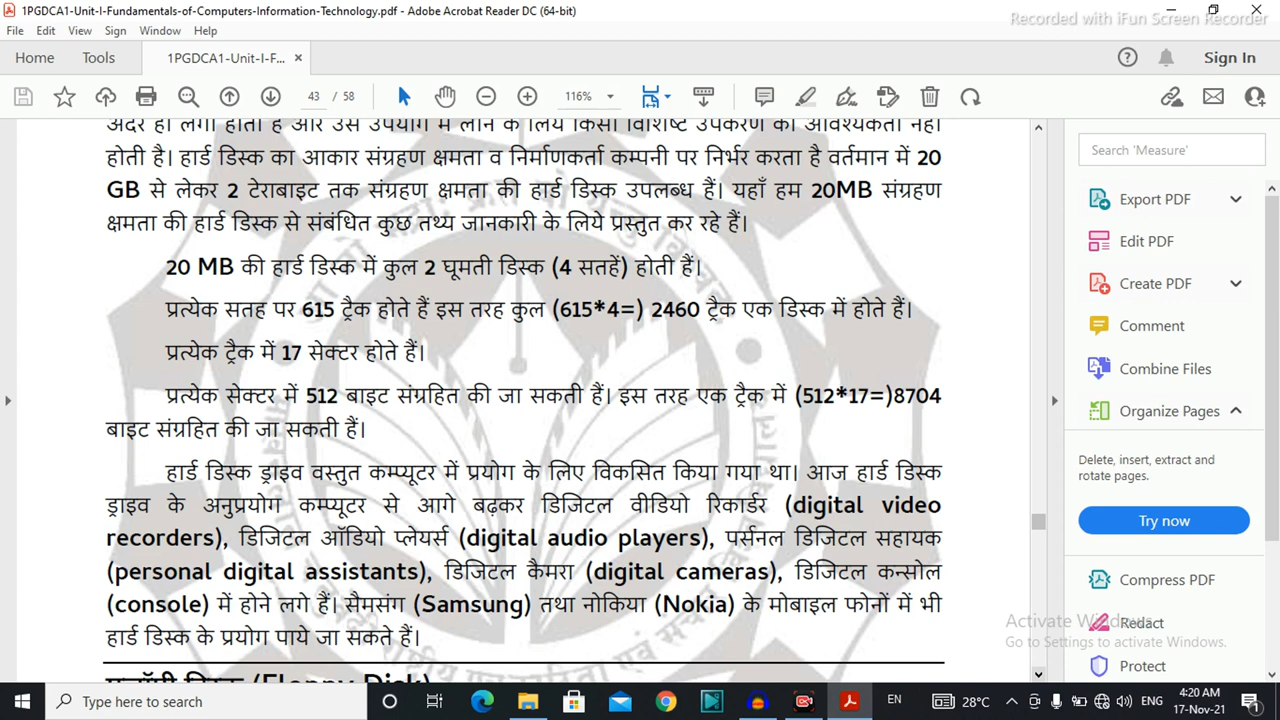 1PGDCA1-Unit-I-Fundamentals-of-Computers-Information-Technology.pdf - Adobe Acrobat Reader DC (64-bit)
Recorded with iFun Screen Recorder
File Edit View Sign Window Help
Home Tools 1PGDCA1-Unit-I-F... Sign In
43 / 58 116%
अंदर ही लगी होती है और उसे उपयोग में लाने के लिये किसी विशिष्ट उपकरण की आवश्यकता नहीं
होती है। हार्ड डिस्क का आकार संग्रहण क्षमता व निर्माणकर्ता कम्पनी पर निर्भर करता है वर्तमान में 20
GB से लेकर 2 टेराबाइट तक संग्रहण क्षमता की हार्ड डिस्क उपलब्ध हैं। यहाँ हम 20MB संग्रहण
क्षमता की हार्ड डिस्क से संबंधित कुछ तथ्य जानकारी के लिये प्रस्तुत कर रहे हैं।
20 MB की हार्ड डिस्क में कुल 2 घूमती डिस्क (4 सतहें) होती हैं।
प्रत्येक सतह पर 615 ट्रैक होते हैं इस तरह कुल (615*4=) 2460 ट्रैक एक डिस्क में होते हैं।
प्रत्येक ट्रैक में 17 सेक्टर होते हैं।
प्रत्येक सेक्टर में 512 बाइट संग्रहित की जा सकती हैं। इस तरह एक ट्रैक में (512*17=)8704
बाइट संग्रहित की जा सकती हैं।
हार्ड डिस्क ड्राइव वस्तुत कम्प्यूटर में प्रयोग के लिए विकसित किया गया था। आज हार्ड डिस्क
ड्राइव के अनुप्रयोग कम्प्यूटर से आगे बढ़कर डिजिटल वीडियो रिकार्डर (digital video
recorders), डिजिटल ऑडियो प्लेयर्स (digital audio players), पर्सनल डिजिटल सहायक
(personal digital assistants), डिजिटल कैमरा (digital cameras), डिजिटल कन्सोल
(console) में होने लगे हैं। सैमसंग (Samsung) तथा नोकिया (Nokia) के मोबाइल फोनों में भी
हार्ड डिस्क के प्रयोग पाये जा सकते हैं।
फ्लॉपी डिस्क (Floppy Disk)
Search 'Measure'
Export PDF
Edit PDF
Create PDF
Comment
Combine Files
Organize Pages
Delete, insert, extract and
rotate pages.
Try now
Compress PDF
Redact
Protect
Activate Windows
Go to Settings to activate Windows.
Type here to search
EN 28°C ENG 4:20 AM
17-Nov-21 1